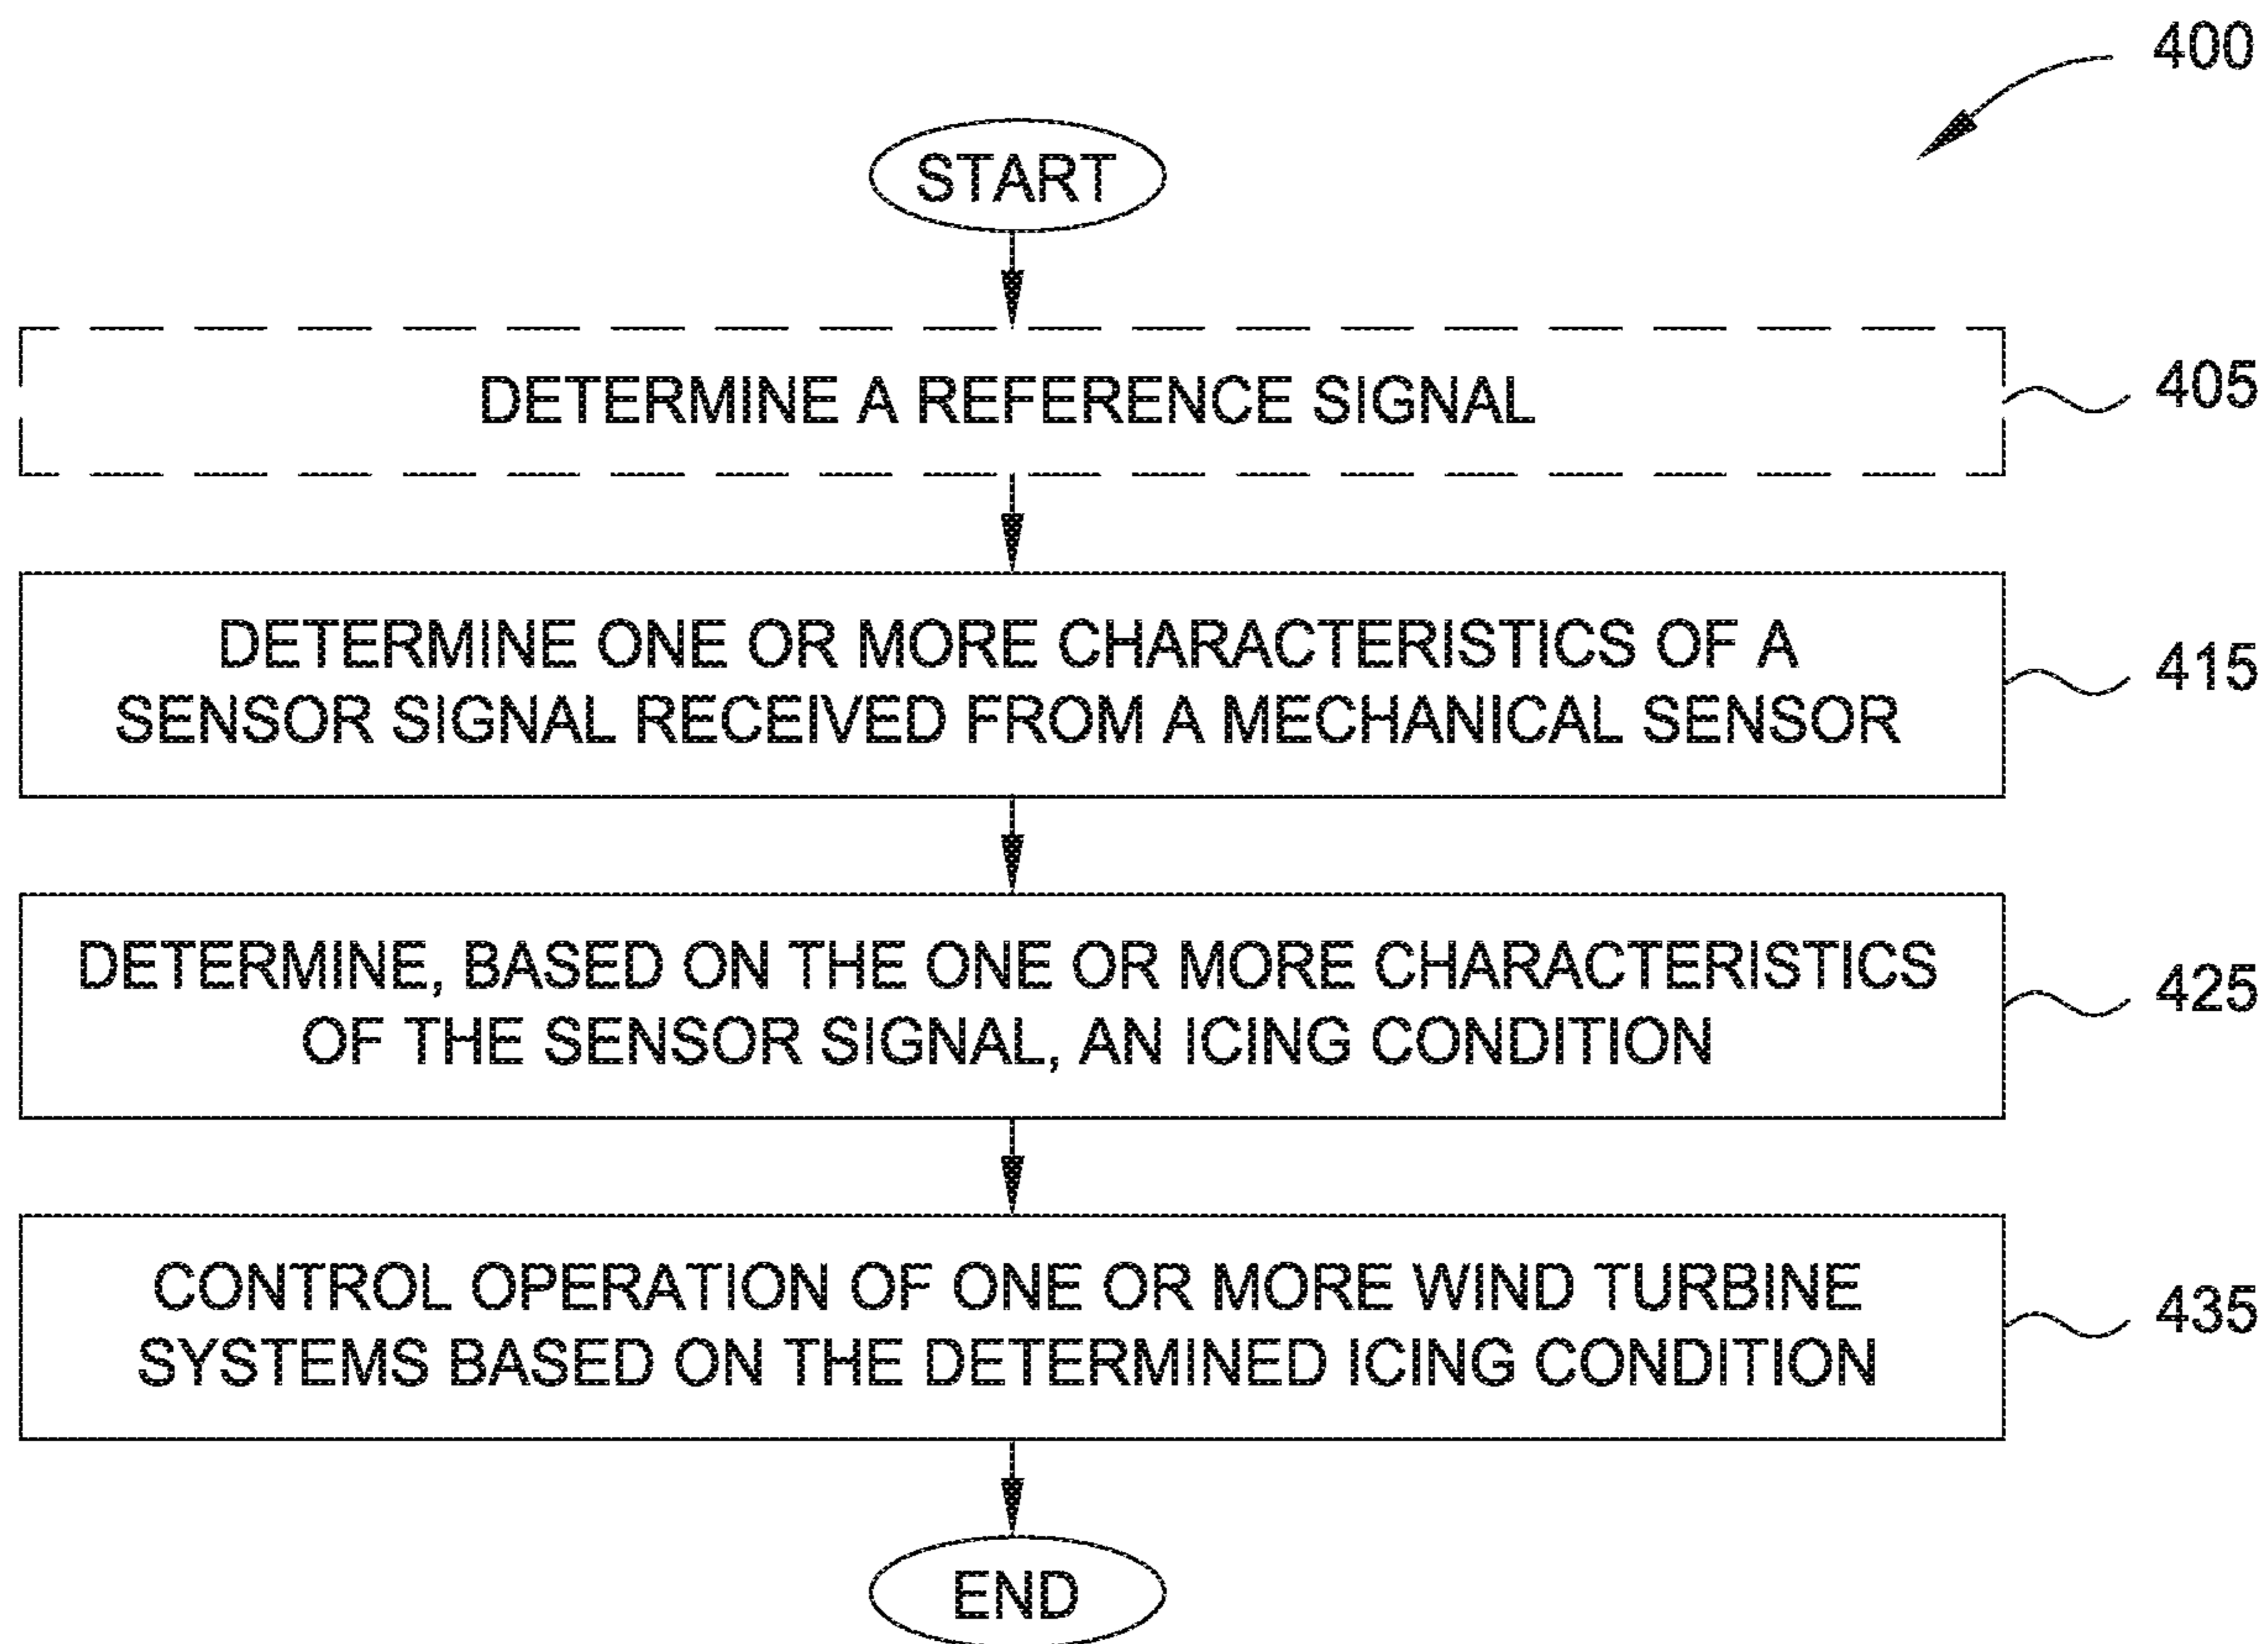 400
START
DETERMINE A REFERENCE SIGNAL
405
DETERMINE ONE OR MORE CHARACTERISTICS OF A
SENSOR SIGNAL RECEIVED FROM A MECHANICAL SENSOR
415
DETERMINE, BASED ON THE ONE OR MORE CHARACTERISTICS
OF THE SENSOR SIGNAL, AN ICING CONDITION
425
CONTROL OPERATION OF ONE OR MORE WIND TURBINE
SYSTEMS BASED ON THE DETERMINED ICING CONDITION
435
END